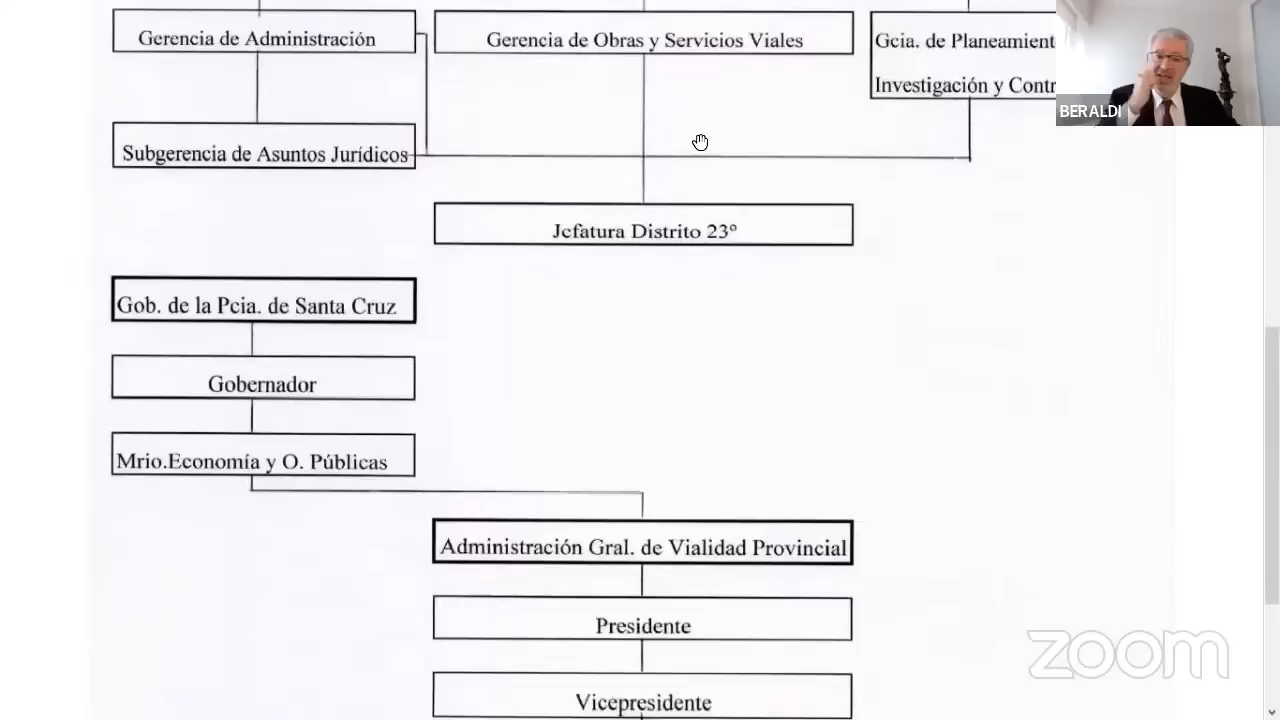 Gerencia de Administración
Gerencia de Obras y Servicios Viales
Gcia. de Planeamient
Investigación y Contr
BERALDI
Subgerencia de Asuntos Jurídicos
Jefatura Distrito 23º
Gob. de la Pcia. de Santa Cruz
Gobernador
Mrio.Economía y O. Públicas
Administración Gral. de Vialidad Provincial
Presidente
Vicepresidente
zoom